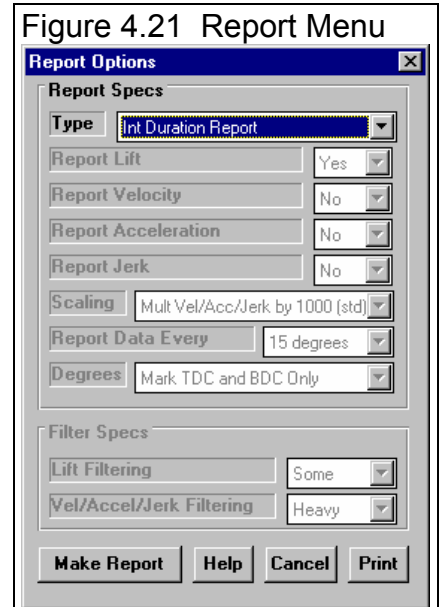 Figure 4.21 Report Menu
Report Options
Report Specs
Type Int Duration Report
Report Lift Yes
Report Velocity No
Report Acceleration No
Report Jerk No
Scaling Mult Vel/Acc/Jerk by 1000 (std)
Report Data Every 15 degrees
Degrees Mark TDC and BDC Only
Filter Specs
Lift Filtering Some
Vel/Accel/Jerk Filtering Heavy
Make Report Help Cancel Print